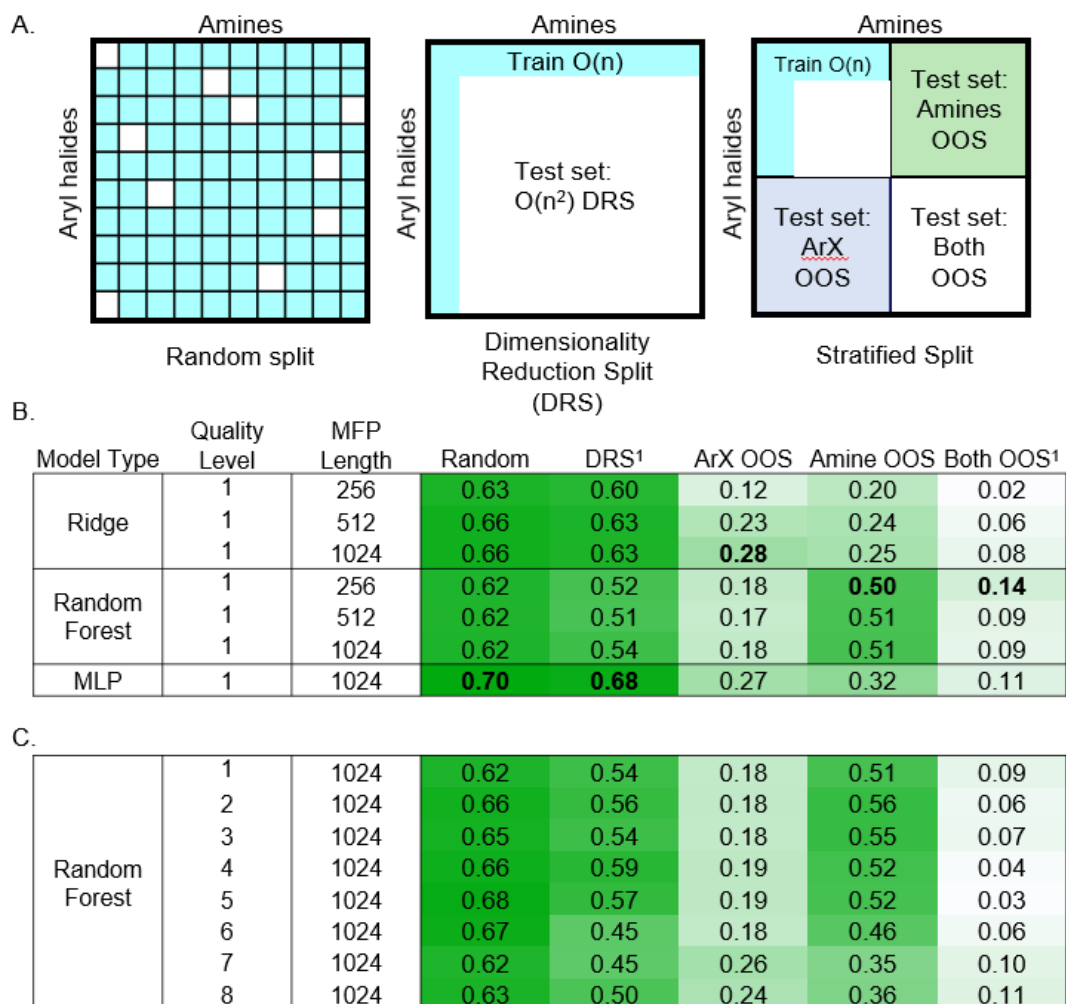 A.
Amines
Amines
Amines
Aryl halides
Aryl halides
Aryl halides
Train O(n)
Test set:
O(n²) DRS
Train O(n)
Test set:
Amines
OOS
Test set:
ArX
OOS
Test set:
Both
OOS
Random split
Dimensionality
Reduction Split
(DRS)
Stratified Split
B.
Model Type Quality Level MFP Length Random DRS¹ ArX OOS Amine OOS Both OOS¹
Ridge
1 256 0.63 0.60 0.12 0.20 0.02
1 512 0.66 0.63 0.23 0.24 0.06
1 1024 0.66 0.63 0.28 0.25 0.08
Random
Forest
1 256 0.62 0.52 0.18 0.50 0.14
1 512 0.62 0.51 0.17 0.51 0.09
1 1024 0.62 0.54 0.18 0.51 0.09
MLP 1 1024 0.70 0.68 0.27 0.32 0.11
C.
Random
Forest
1 1024 0.62 0.54 0.18 0.51 0.09
2 1024 0.66 0.56 0.18 0.56 0.06
3 1024 0.65 0.54 0.18 0.55 0.07
4 1024 0.66 0.59 0.19 0.52 0.04
5 1024 0.68 0.57 0.19 0.52 0.03
6 1024 0.67 0.45 0.18 0.46 0.06
7 1024 0.62 0.45 0.26 0.35 0.10
8 1024 0.63 0.50 0.24 0.36 0.11